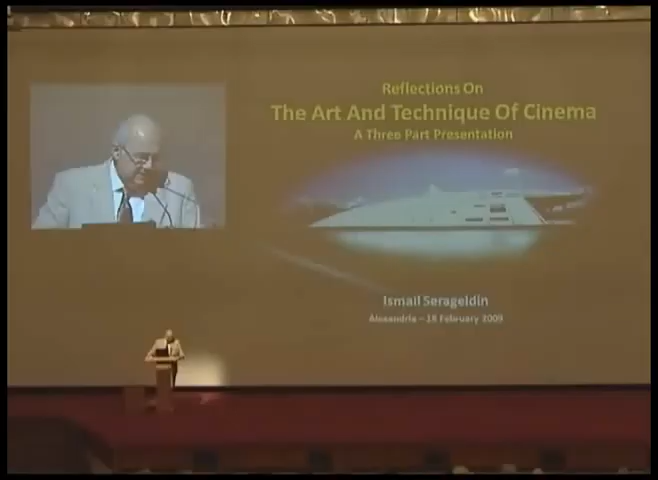 Reflections On
The Art And Technique Of Cinema
A Three Part Presentation
Ismail Serageldin
Alexandria – 18 February 2009